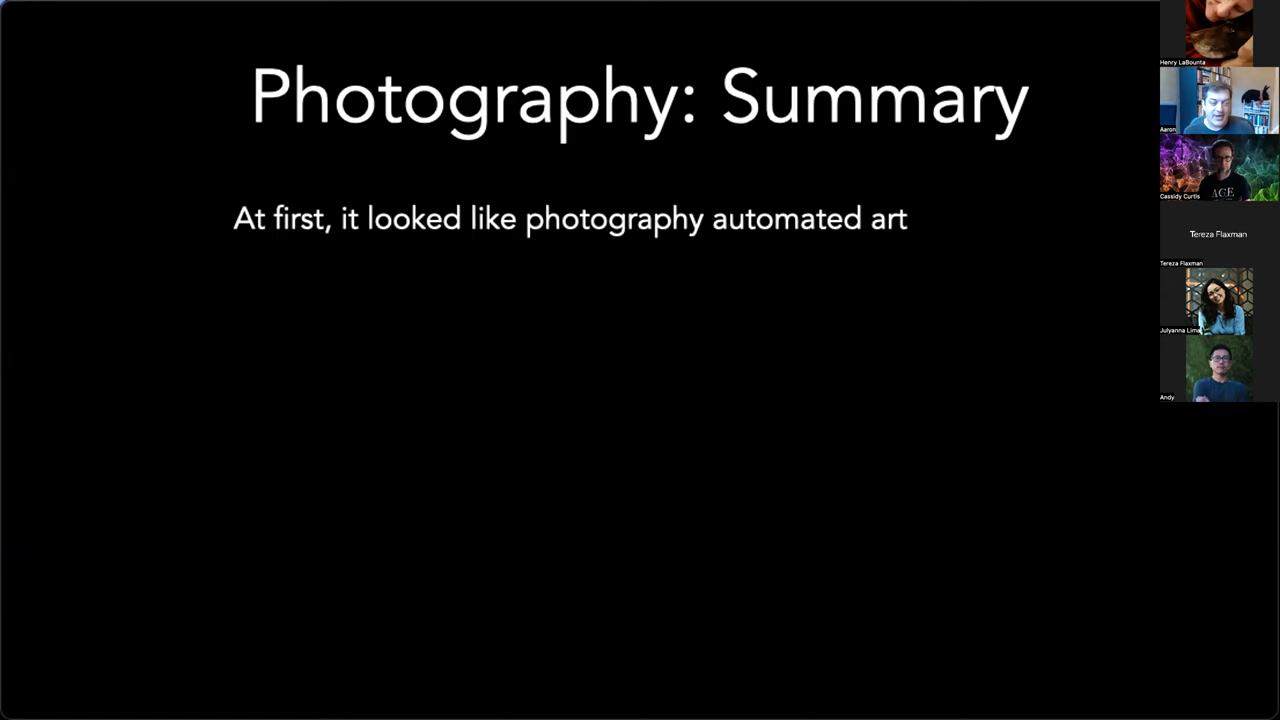 Photography: Summary
At first, it looked like photography automated art
Henry LaBounta
Aaron
AGE
Cassidy Curtis
Tereza Flaxman
Tereza Flaxman
Julyanna Lima
Andy